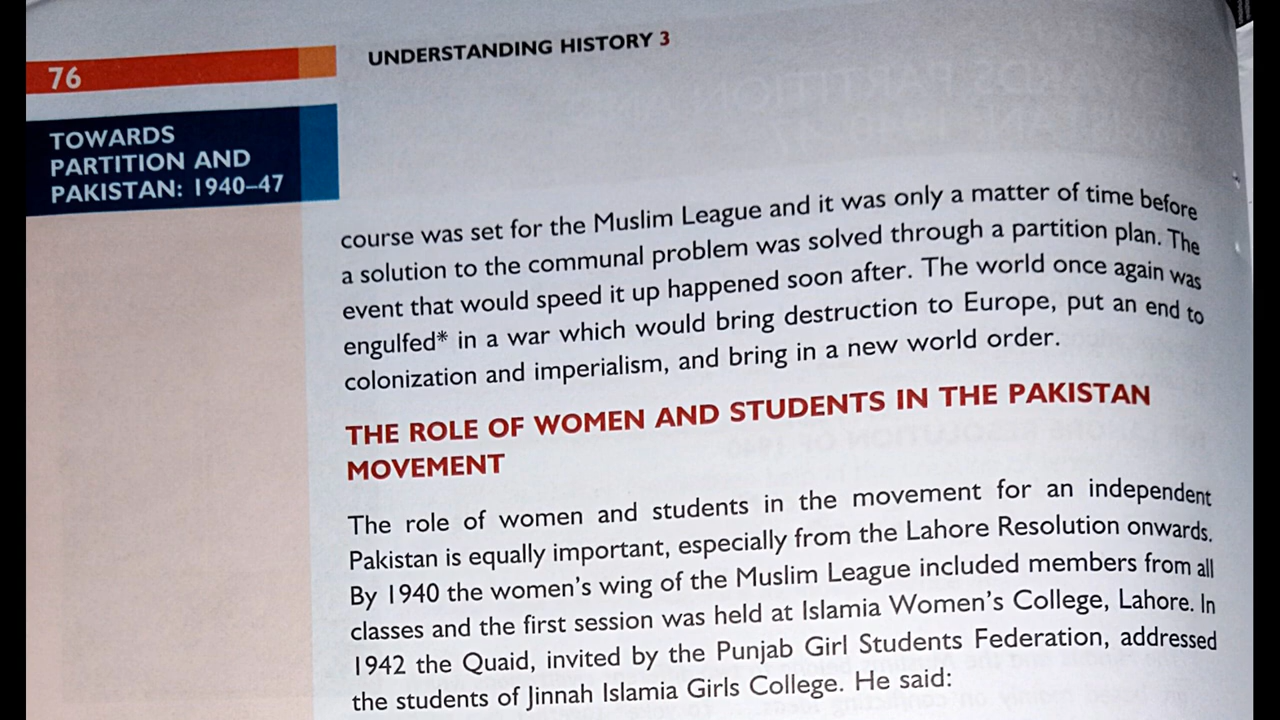 76
UNDERSTANDING HISTORY 3
TOWARDS
PARTITION AND
PAKISTAN: 1940–47
course was set for the Muslim League and it was only a matter of time before
a solution to the communal problem was solved through a partition plan. The
event that would speed it up happened soon after. The world once again was
engulfed* in a war which would bring destruction to Europe, put an end to
colonization and imperialism, and bring in a new world order.
THE ROLE OF WOMEN AND STUDENTS IN THE PAKISTAN
MOVEMENT
The role of women and students in the movement for an independent
Pakistan is equally important, especially from the Lahore Resolution onwards.
By 1940 the women’s wing of the Muslim League included members from all
classes and the first session was held at Islamia Women’s College, Lahore. In
1942 the Quaid, invited by the Punjab Girl Students Federation, addressed
the students of Jinnah Islamia Girls College. He said: